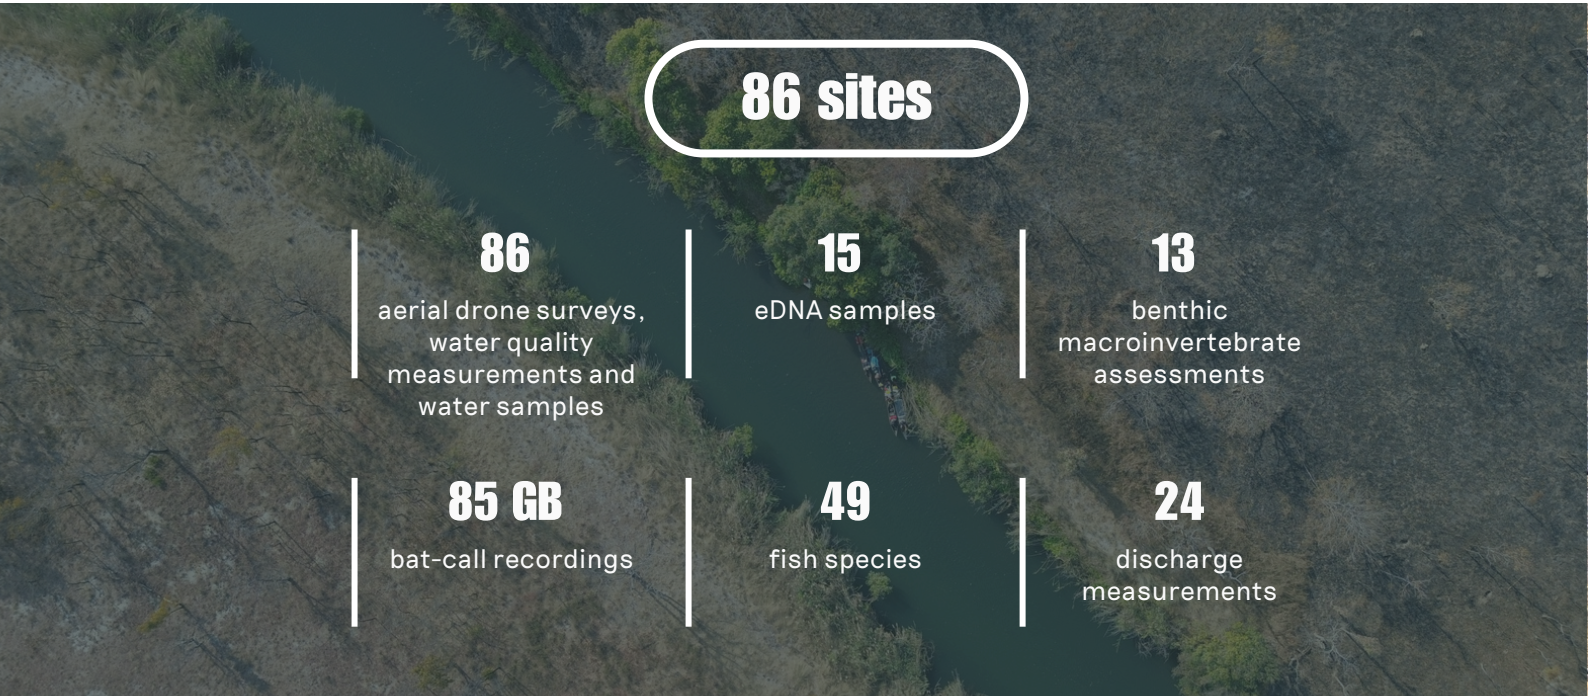 86 sites
86
aerial drone surveys,
water quality
measurements and
water samples
15
eDNA samples
13
benthic
macroinvertebrate
assessments
85 GB
bat-call recordings
49
fish species
24
discharge
measurements